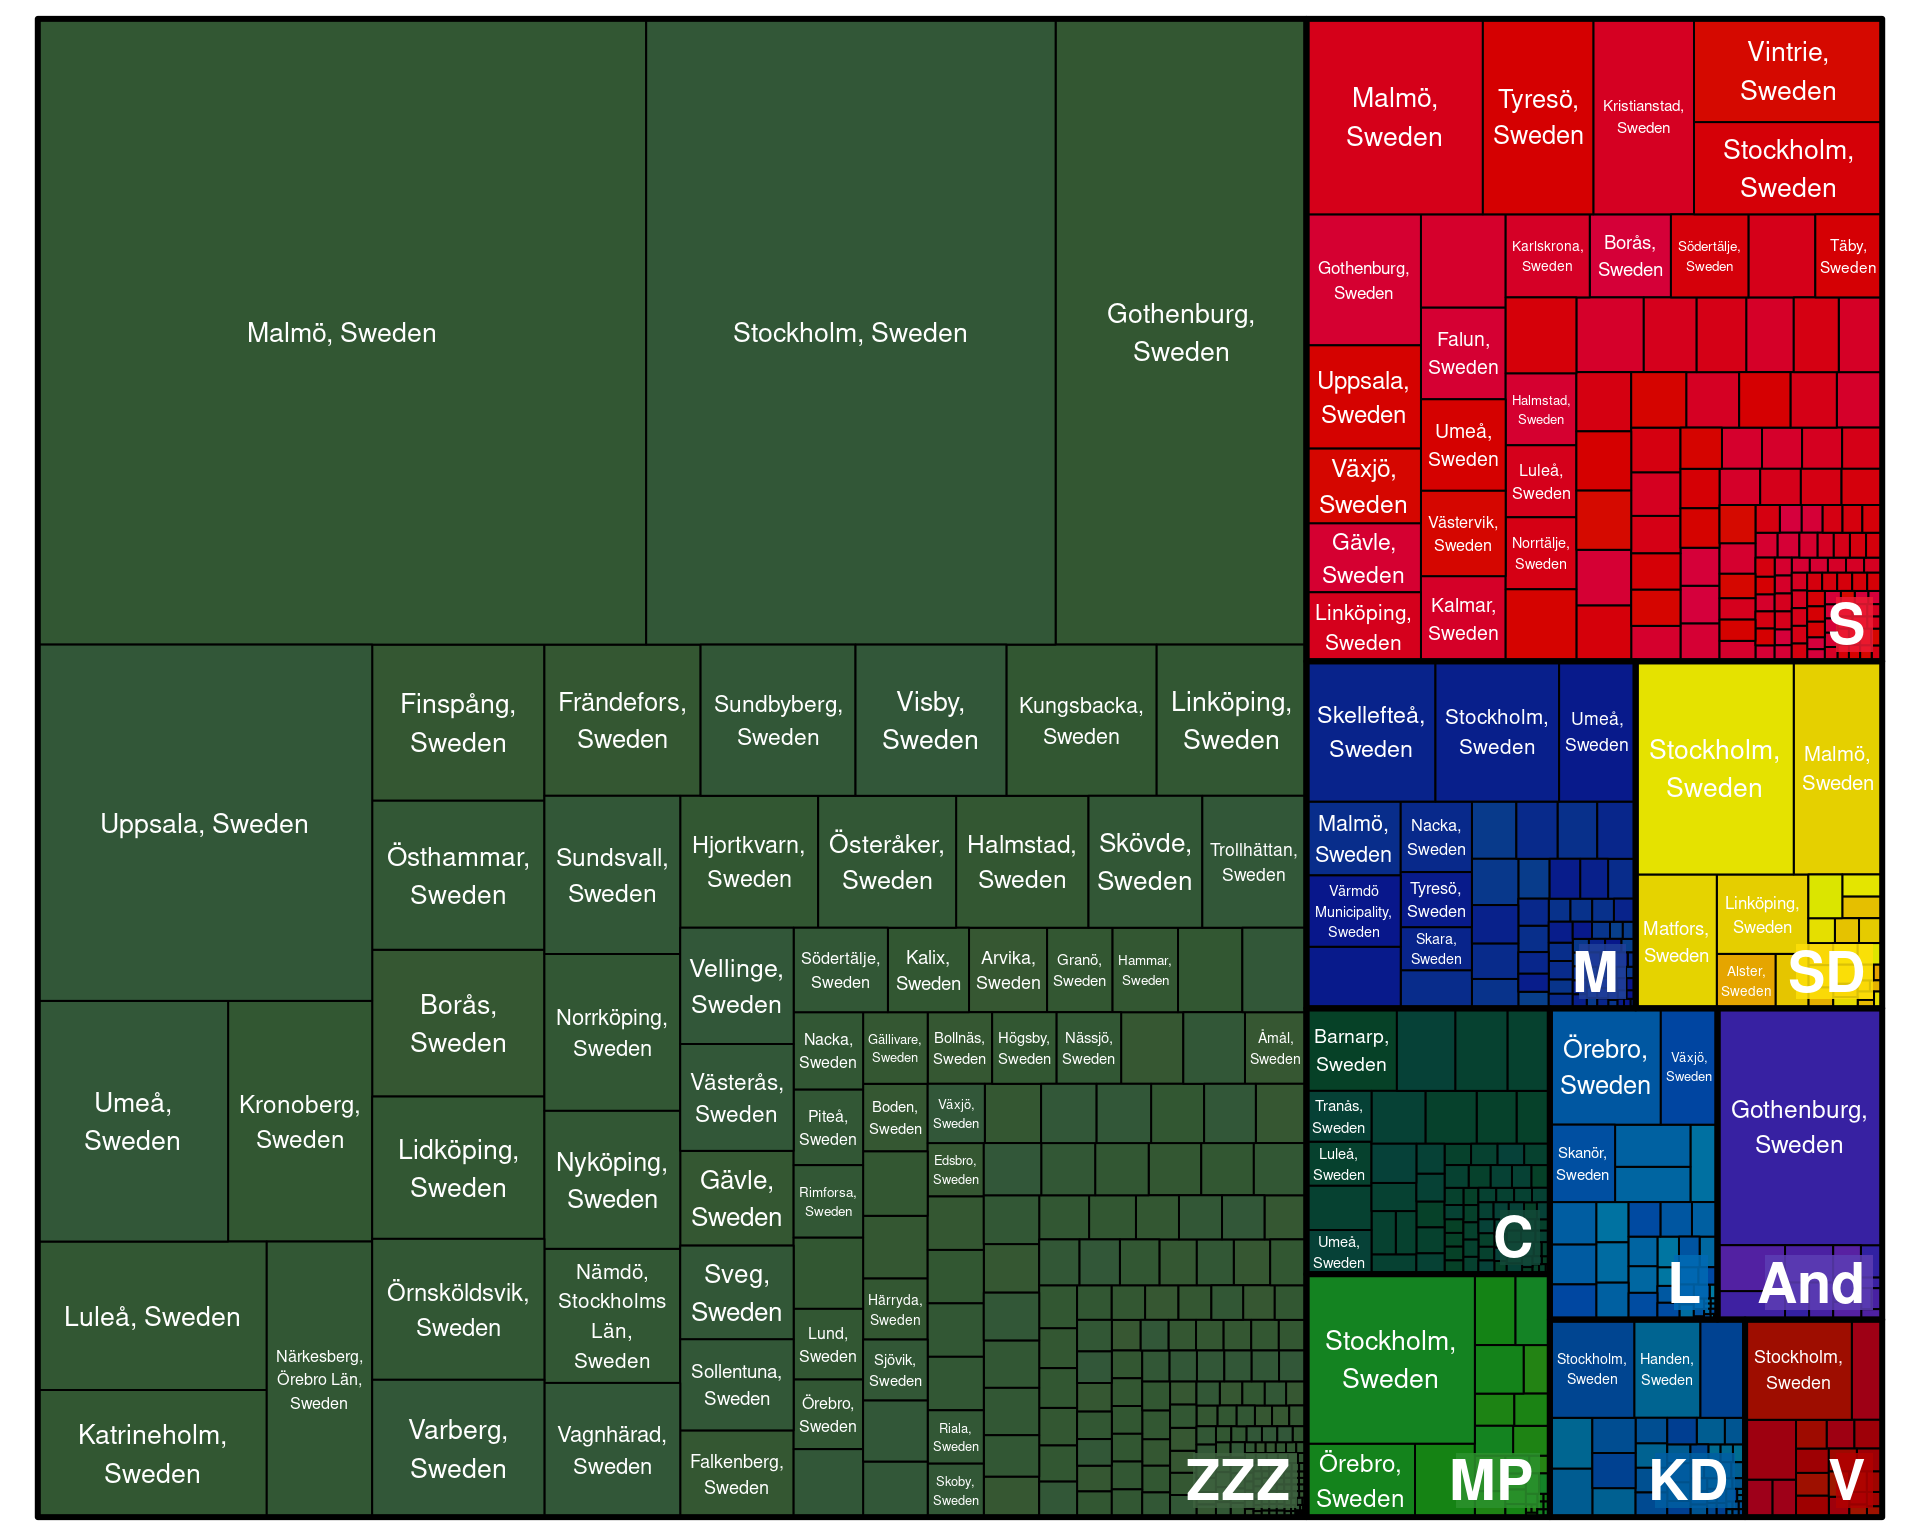 Malmö, Sweden
Stockholm, Sweden
Gothenburg,
Sweden
Uppsala, Sweden
Umeå,
Sweden
Kronoberg,
Sweden
Luleå, Sweden
Katrineholm,
Sweden
Närkesberg,
Örebro Län,
Sweden
Finspång,
Sweden
Östhammar,
Sweden
Borås,
Sweden
Lidköping,
Sweden
Örnsköldsvik,
Sweden
Varberg,
Sweden
Frändefors,
Sweden
Sundbyberg,
Sweden
Visby,
Sweden
Kungsbacka,
Sweden
Linköping,
Sweden
Sundsvall,
Sweden
Norrköping,
Sweden
Nyköping,
Sweden
Nämdö,
Stockholms
Län,
Sweden
Vagnhärad,
Sweden
Hjortkvarn,
Sweden
Österåker,
Sweden
Halmstad,
Sweden
Skövde,
Sweden
Trollhättan,
Sweden
Vellinge,
Sweden
Västerås,
Sweden
Gävle,
Sweden
Sveg,
Sweden
Sollentuna,
Sweden
Falkenberg,
Sweden
Södertälje,
Sweden
Kalix,
Sweden
Arvika,
Sweden
Granö,
Sweden
Hammar,
Sweden
Nacka,
Sweden
Piteå,
Sweden
Rimforsa,
Sweden
Lund,
Sweden
Örebro,
Sweden
Gällivare,
Sweden
Boden,
Sweden
Härryda,
Sweden
Sjövik,
Sweden
Bollnäs,
Sweden
Högsby,
Sweden
Nässjö,
Sweden
Åmål,
Sweden
Växjö,
Sweden
Edsbro,
Sweden
Riala,
Sweden
Skoby,
Sweden
ZZZ
Malmö,
Sweden
Tyresö,
Sweden
Kristianstad,
Sweden
Vintrie,
Sweden
Stockholm,
Sweden
Gothenburg,
Sweden
Uppsala,
Sweden
Växjö,
Sweden
Gävle,
Sweden
Linköping,
Sweden
Falun,
Sweden
Umeå,
Sweden
Västervik,
Sweden
Kalmar,
Sweden
Karlskrona,
Sweden
Borås,
Sweden
Södertälje,
Sweden
Täby,
Sweden
Halmstad,
Sweden
Luleå,
Sweden
Norrtälje,
Sweden
S
Skellefteå,
Sweden
Stockholm,
Sweden
Umeå,
Sweden
Malmö,
Sweden
Värmdö
Municipality,
Sweden
Nacka,
Sweden
Tyresö,
Sweden
Skara,
Sweden
M
Stockholm,
Sweden
Malmö,
Sweden
Matfors,
Sweden
Linköping,
Sweden
Alster,
Sweden
SD
Barnarp,
Sweden
Tranås,
Sweden
Luleå,
Sweden
Umeå,
Sweden
C
Örebro,
Sweden
Växjö,
Sweden
Skanör,
Sweden
L
Gothenburg,
Sweden
And
Stockholm,
Sweden
Örebro,
Sweden
MP
Stockholm,
Sweden
Handen,
Sweden
KD
Stockholm,
Sweden
V